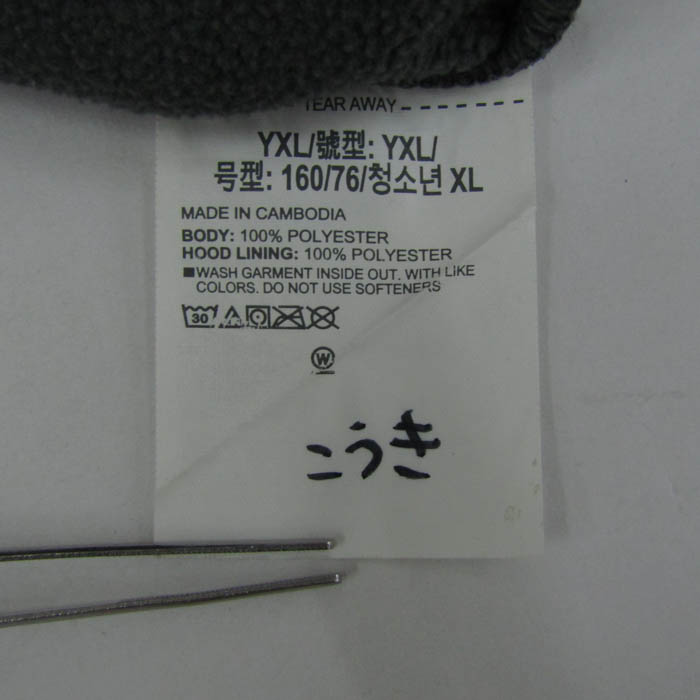 TEAR AWAY
YXL/號型: YXL/
号型: 160/76/청소년 XL
MADE IN CAMBODIA
BODY: 100% POLYESTER
HOOD LINING: 100% POLYESTER
■WASH GARMENT INSIDE OUT. WITH LIKE
COLORS. DO NOT USE SOFTENERS
30
W
こうき